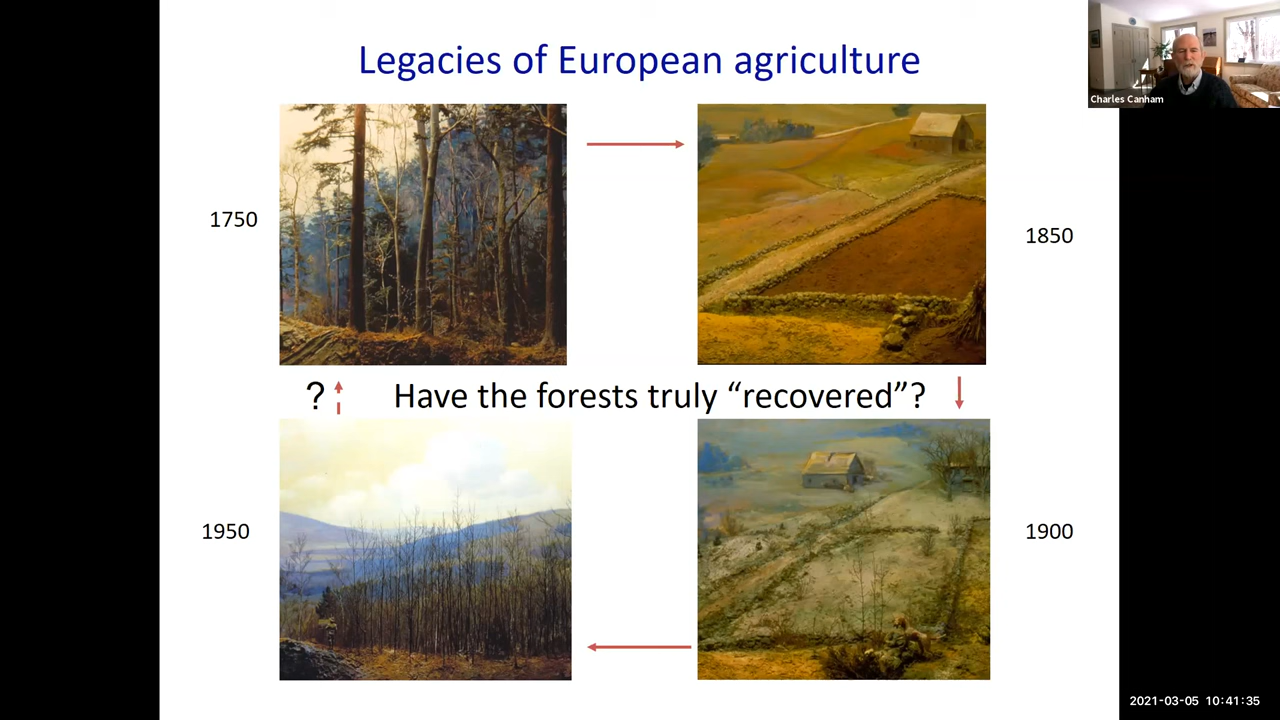 Legacies of European agriculture
Charles Canham
1750
1850
? Have the forests truly “recovered”?
1950
1900
2021-03-05 10:41:35